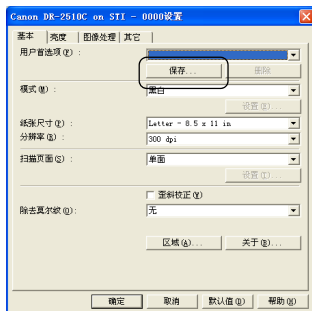 Canon DR-2510C on STI - 0000设置
基本 亮度 图像处理 其它
用户首选项(P) :
保存... 删除
模式(M) : 黑白
设置(E)...
纸张尺寸(P) : Letter - 8.5 x 11 in
分辨率(R) : 300 dpi
扫描页面(S) : 单面
设置(I)...
歪斜校正(Y)
除去莫尔纹(O): 无
区域(A)... 关于(B)...
确定 取消 默认值(D) 帮助(H)